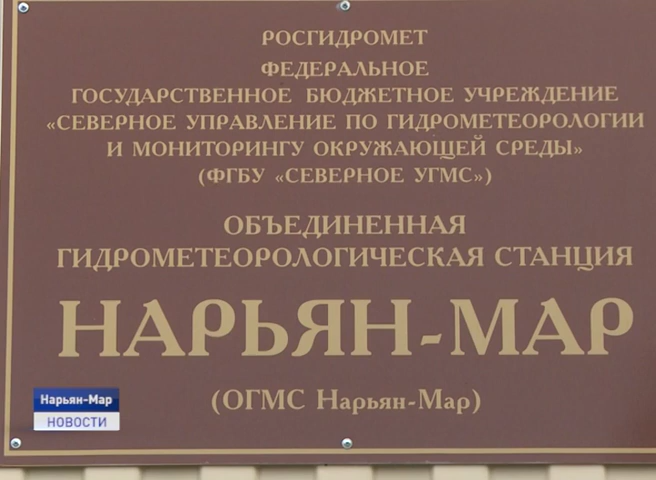 РОСГИДРОМЕТ
ФЕДЕРАЛЬНОЕ
ГОСУДАРСТВЕННОЕ БЮДЖЕТНОЕ УЧРЕЖДЕНИЕ
«СЕВЕРНОЕ УПРАВЛЕНИЕ ПО ГИДРОМЕТЕОРОЛОГИИ
И МОНИТОРИНГУ ОКРУЖАЮЩЕЙ СРЕДЫ»
(ФГБУ «СЕВЕРНОЕ УГМС»)
ОБЪЕДИНЕННАЯ
ГИДРОМЕТЕОРОЛОГИЧЕСКАЯ СТАНЦИЯ
НАРЬЯН-МАР
(ОГМС Нарьян-Мар)
Нарьян-Мар
НОВОСТИ